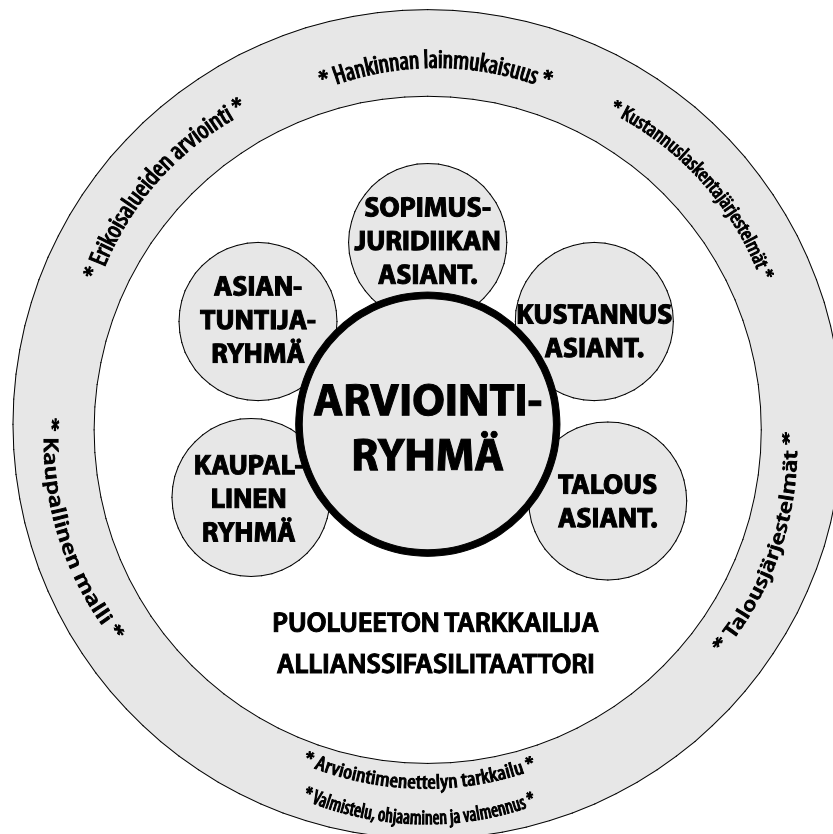 * Hankinnan lainmukaisuus *
* Erikoisalueiden arviointi *
* Kustannuslaskentajärjestelmät *
SOPIMUS-
JURIDIIKAN
ASIANT.
ASIAN-
TUNTIJA-
RYHMÄ
KUSTANNUS
ASIANT.
ARVIOINTI-
RYHMÄ
KAUPAL-
LINEN
RYHMÄ
TALOUS
ASIANT.
* Kaupallinen malli *
* Talousjärjestelmät *
PUOLUEETON TARKKAILIJA
ALLIANSSIFASILITAATTORI
* Arviointimenettelyn tarkkailu *
*Valmistelu, ohjaaminen ja valmennus*